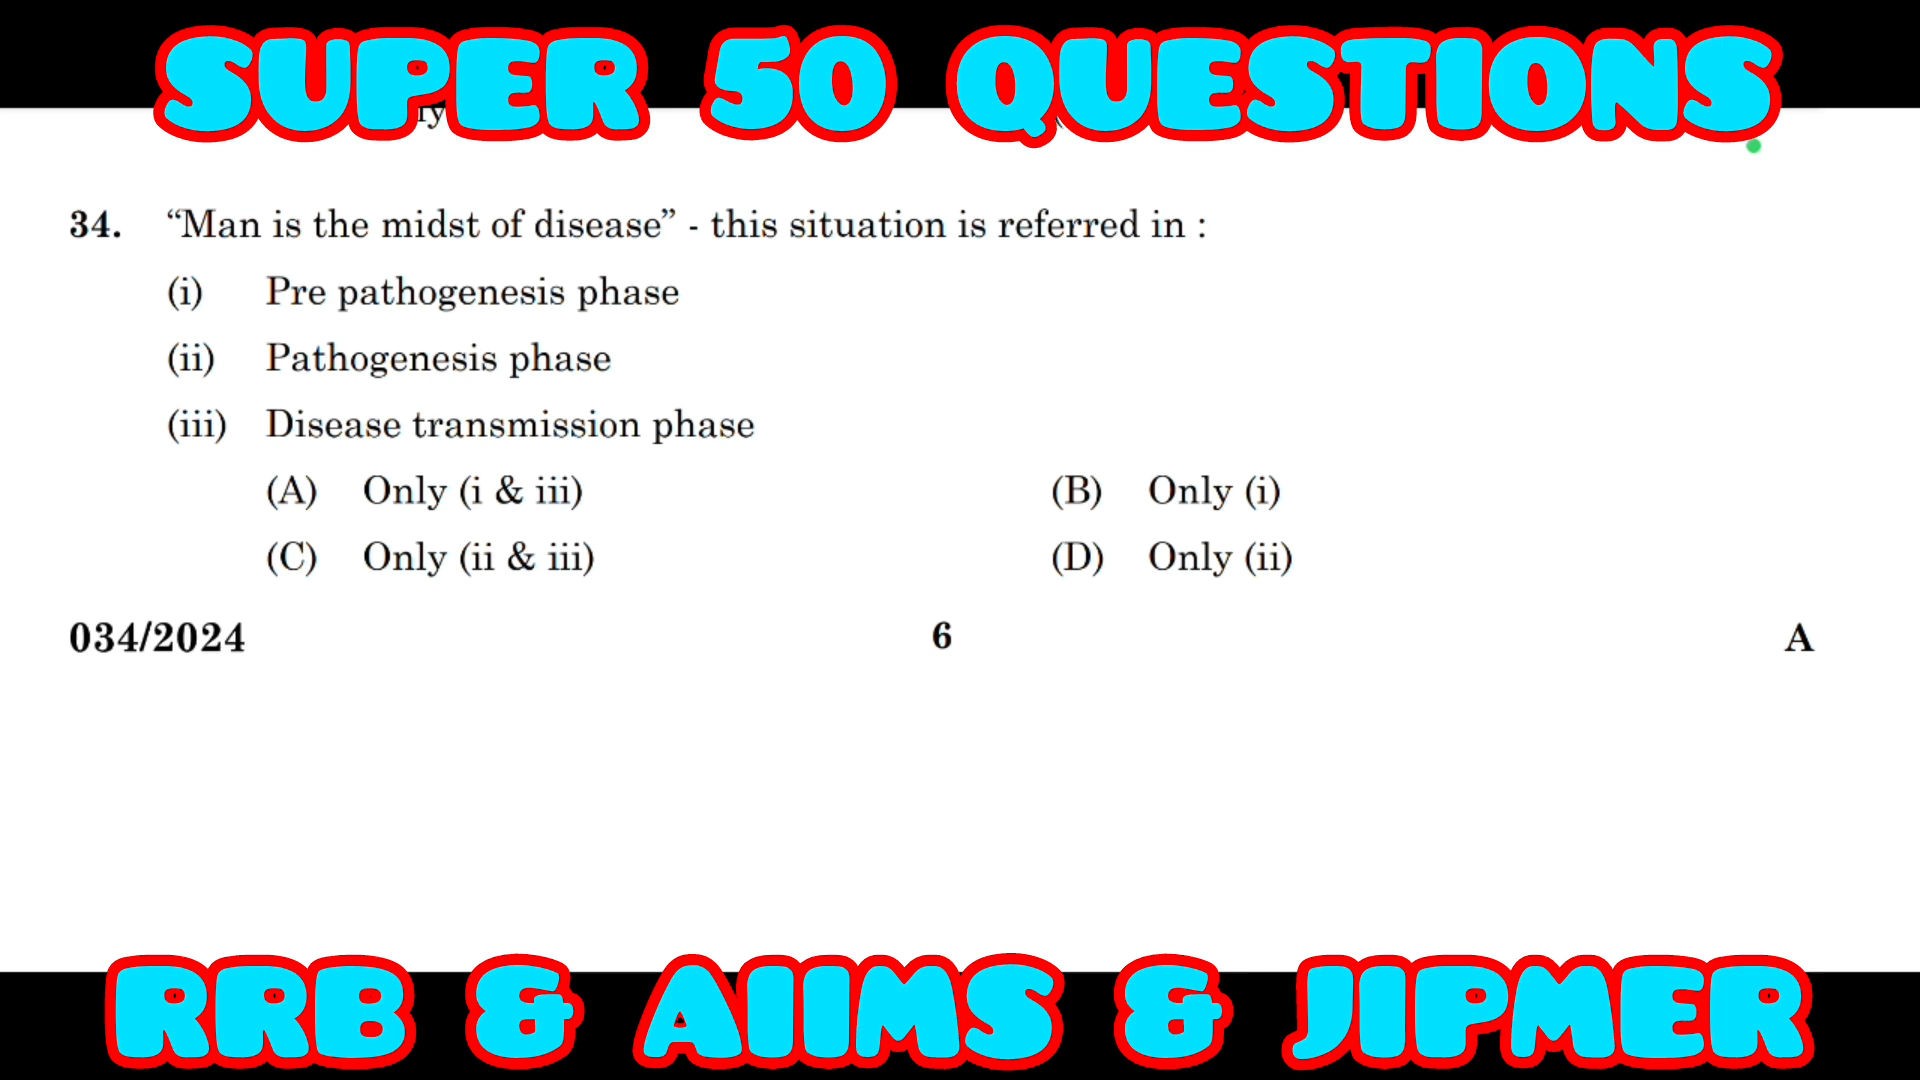 SUPER 50 QUESTIONS
34. “Man is the midst of disease” - this situation is referred in :
(i) Pre pathogenesis phase
(ii) Pathogenesis phase
(iii) Disease transmission phase
(A) Only (i & iii) (B) Only (i)
(C) Only (ii & iii) (D) Only (ii)
034/2024 6 A
RRB & AIIMS & JIPMER